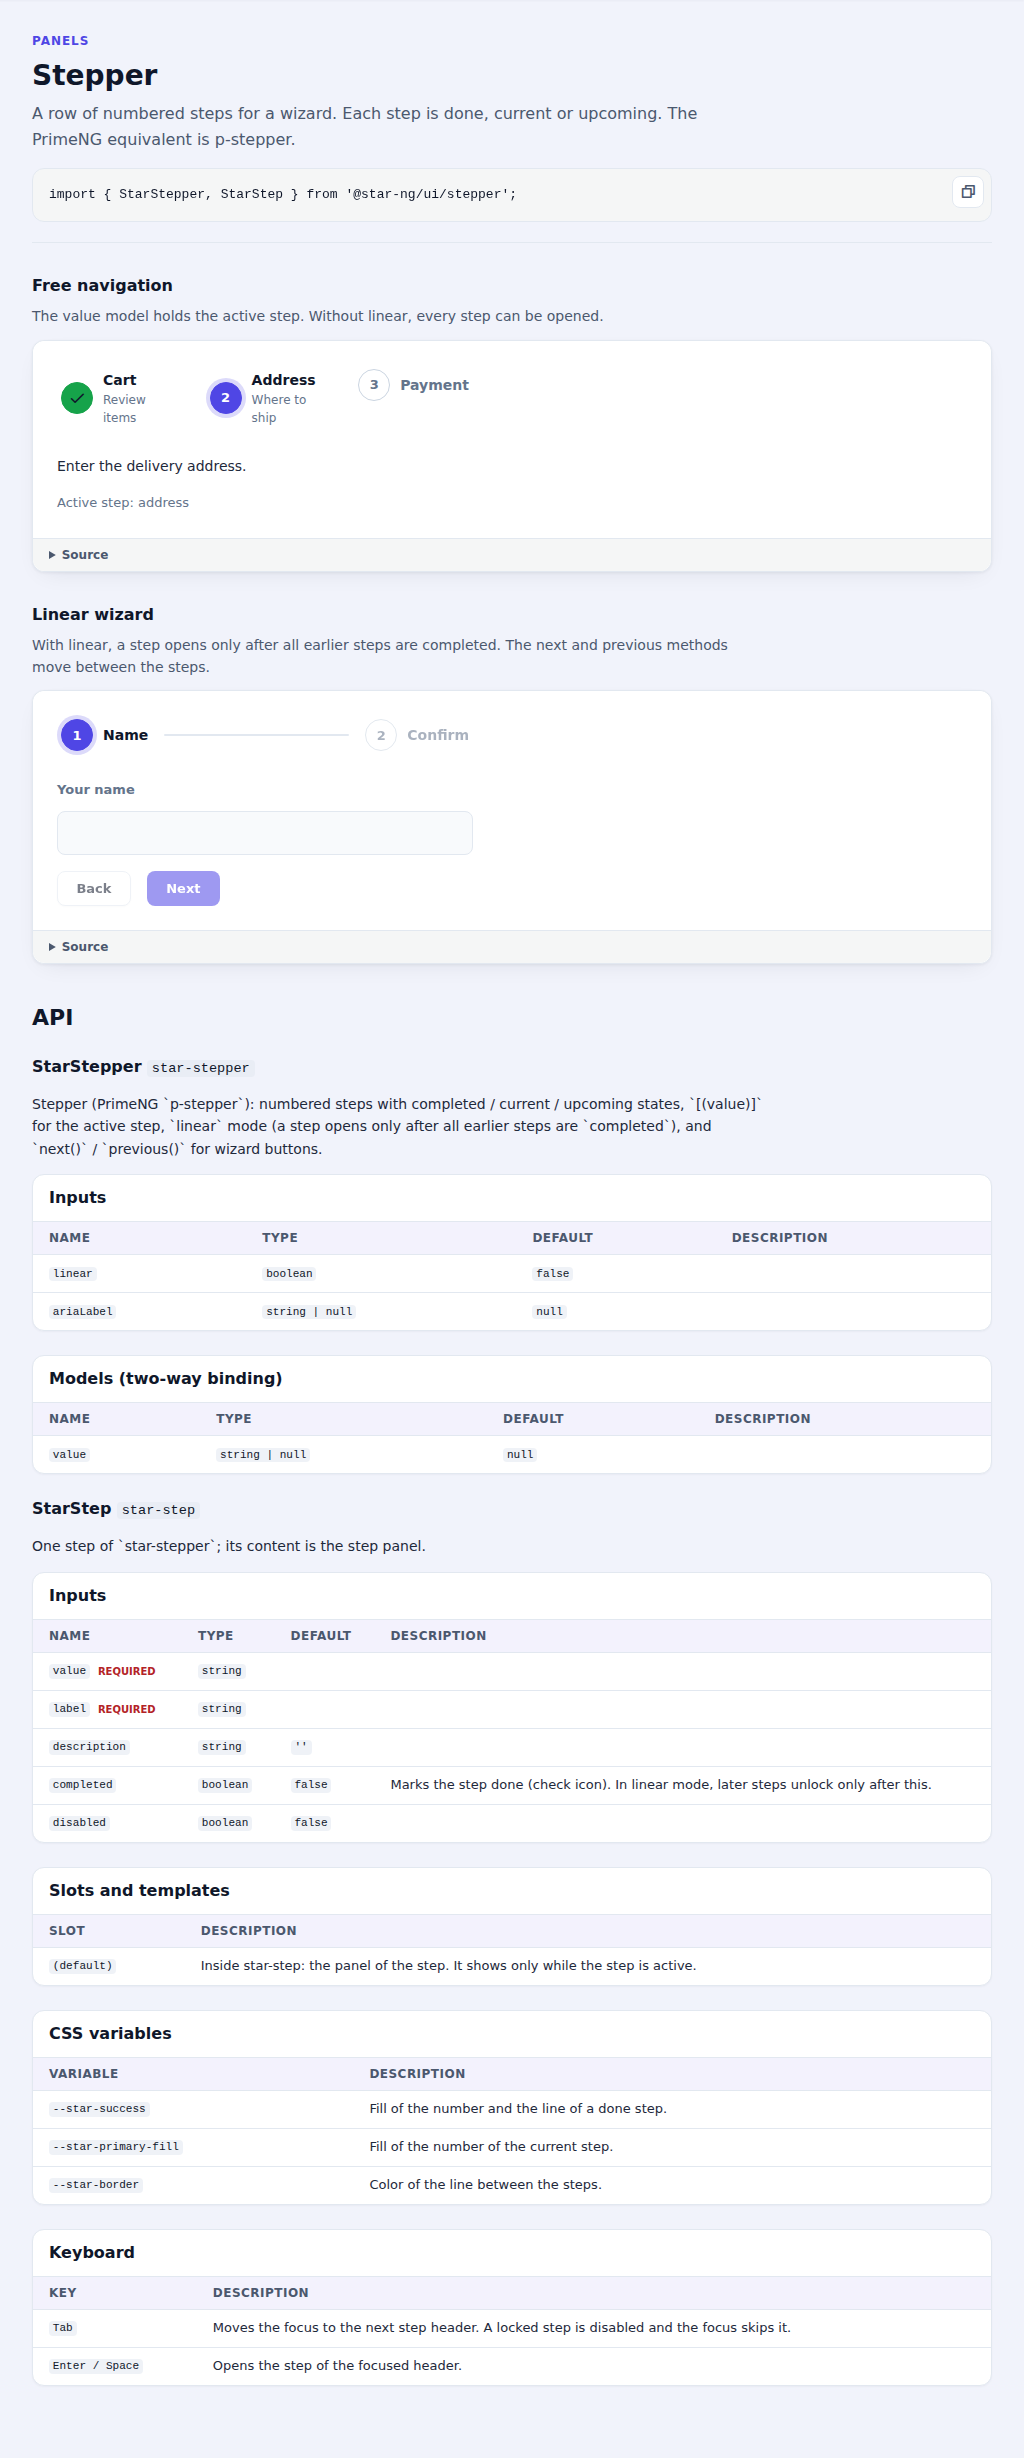 PANELS
Stepper
A row of numbered steps for a wizard. Each step is done, current or upcoming. The
PrimeNG equivalent is p-stepper.
import { StarStepper, StarStep } from '@star-ng/ui/stepper';
Free navigation
The value model holds the active step. Without linear, every step can be opened.
Cart
Review
items
2
Address
Where to
ship
3
Payment
Enter the delivery address.
Active step: address
Source
Linear wizard
With linear, a step opens only after all earlier steps are completed. The next and previous methods
move between the steps.
1 Name
2 Confirm
Your name
Back Next
Source
API
StarStepper star-stepper
Stepper (PrimeNG `p-stepper`): numbered steps with completed / current / upcoming states, `[(value)]`
for the active step, `linear` mode (a step opens only after all earlier steps are `completed`), and
`next()` / `previous()` for wizard buttons.
Inputs
NAME TYPE DEFAULT DESCRIPTION
linear boolean false
ariaLabel string | null null
Models (two-way binding)
NAME TYPE DEFAULT DESCRIPTION
value string | null null
StarStep star-step
One step of `star-stepper`; its content is the step panel.
Inputs
NAME TYPE DEFAULT DESCRIPTION
value REQUIRED string
label REQUIRED string
description string ''
completed boolean false Marks the step done (check icon). In linear mode, later steps unlock only after this.
disabled boolean false
Slots and templates
SLOT DESCRIPTION
(default) Inside star-step: the panel of the step. It shows only while the step is active.
CSS variables
VARIABLE DESCRIPTION
--star-success Fill of the number and the line of a done step.
--star-primary-fill Fill of the number of the current step.
--star-border Color of the line between the steps.
Keyboard
KEY DESCRIPTION
Tab Moves the focus to the next step header. A locked step is disabled and the focus skips it.
Enter / Space Opens the step of the focused header.